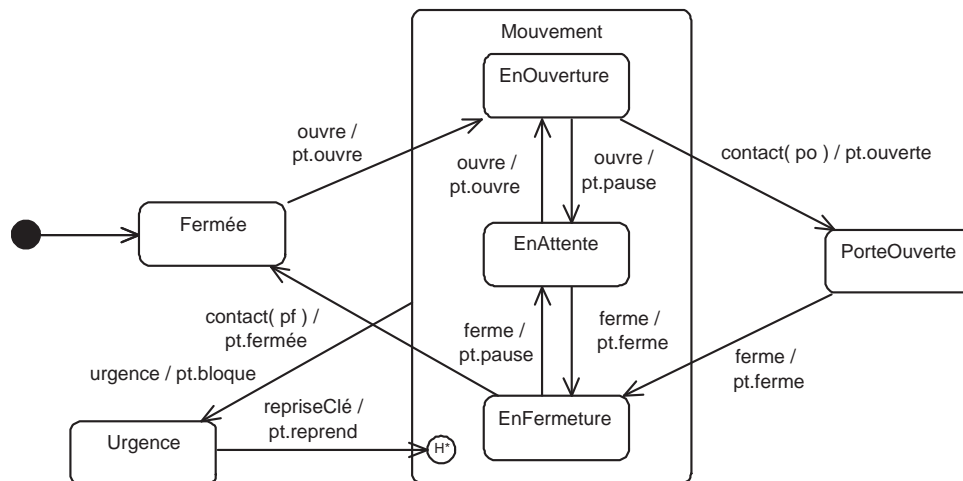 Mouvement
EnOuverture
ouvre /
pt.ouvre
ouvre /
pt.ouvre
ouvre /
pt.pause
contact( po ) / pt.ouverte
Fermée
EnAttente
PorteOuverte
contact( pf ) /
pt.fermée
ferme /
pt.pause
ferme /
pt.ferme
ferme /
pt.ferme
urgence / pt.bloque
repriseClé /
pt.reprend
EnFermeture
Urgence
H*